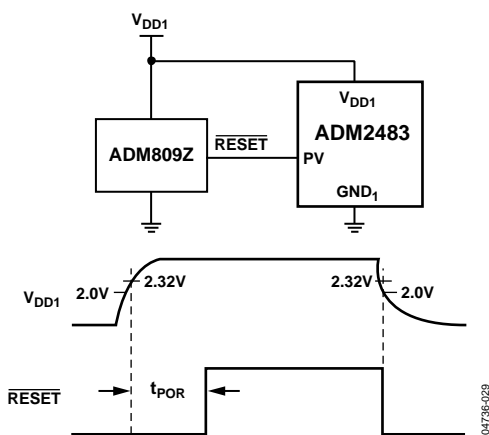 VDD1
VDD1
ADM2483
ADM809Z
RESET
PV
GND1
VDD1
2.0V
2.32V
2.32V
2.0V
RESET
tPOR
04736-029